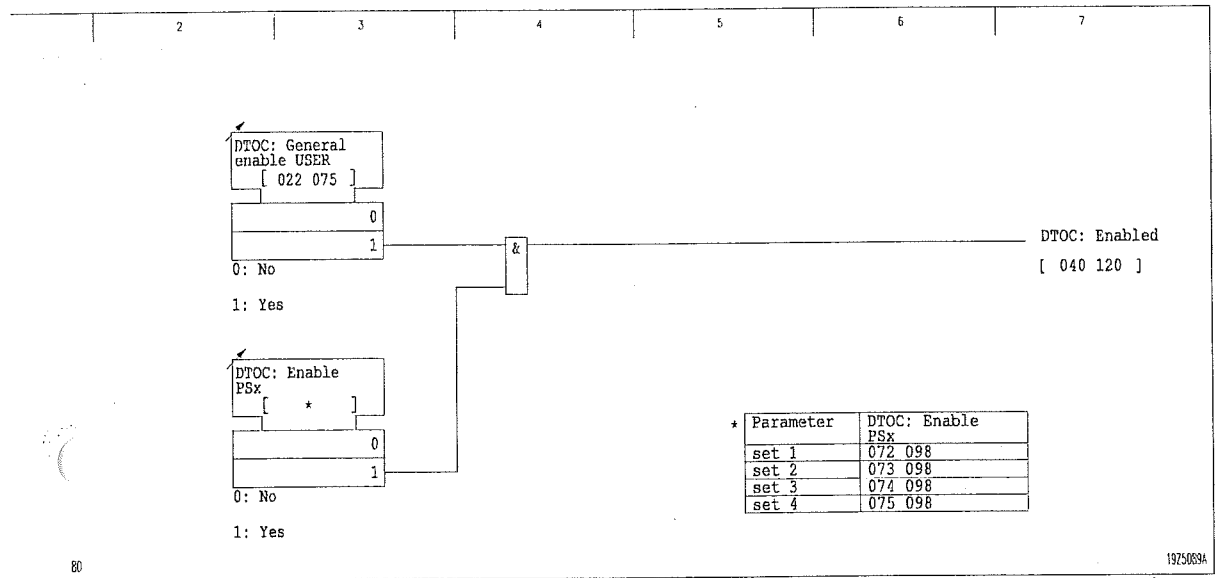 2 3 4 5 6 7
DTOC: General
enable USER
[ 022 075 ]
0
1
0: No
1: Yes
&
DTOC: Enabled
[ 040 120 ]
DTOC: Enable
PSx
[ * ]
0
1
0: No
1: Yes
* Parameter DTOC: Enable
PSx
set 1 072 098
set 2 073 098
set 3 074 098
set 4 075 098
80
19Z5089A